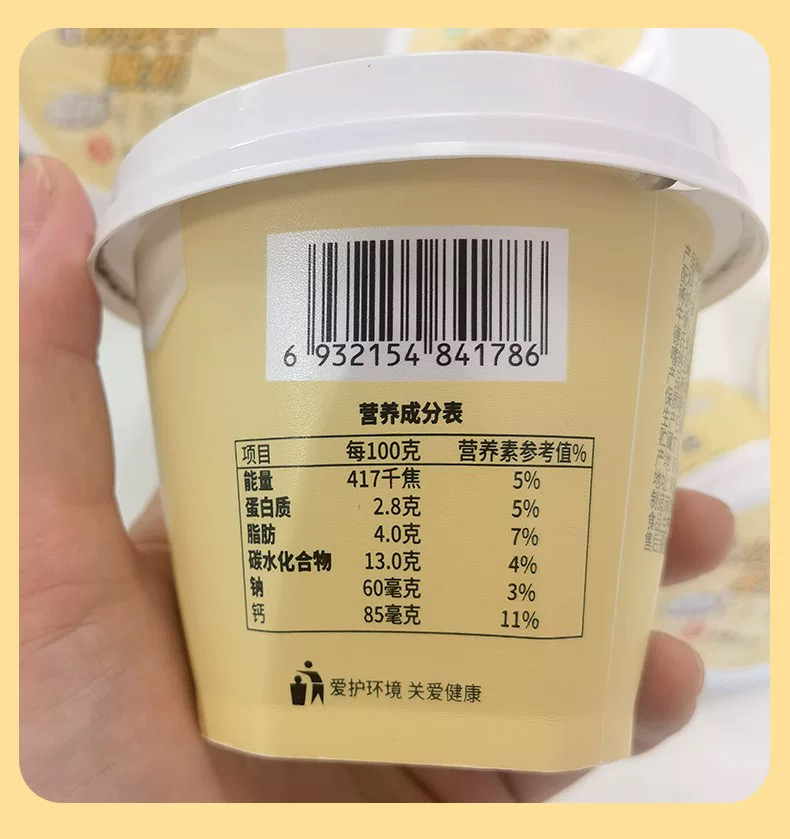 酸奶
6 932154 841786
营养成分表
项目 每100克 营养素参考值%
能量 417千焦 5%
蛋白质 2.8克 5%
脂肪 4.0克 7%
碳水化合物 13.0克 4%
钠 60毫克 3%
钙 85毫克 11%
爱护环境 关爱健康